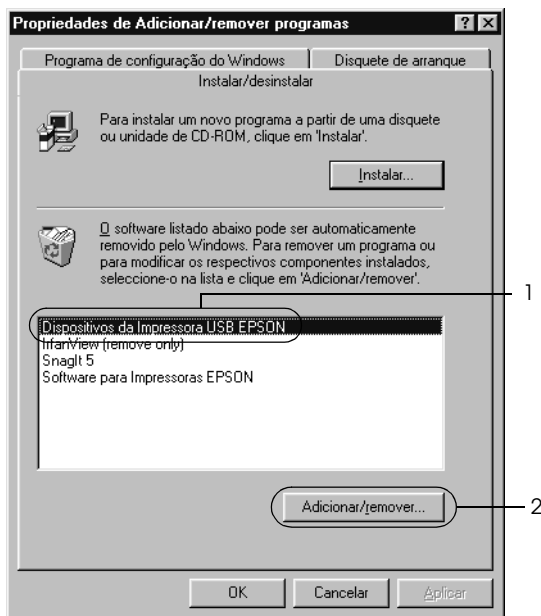 Propriedades de Adicionar/remover programas
Programa de configuração do Windows
Disquete de arranque
Instalar/desinstalar
Para instalar um novo programa a partir de uma disquete
ou unidade de CD-ROM, clique em 'Instalar'.
Instalar...
O software listado abaixo pode ser automaticamente
removido pelo Windows. Para remover um programa ou
para modificar os respectivos componentes instalados,
seleccione-o na lista e clique em 'Adicionar/remover'.
1
Dispositivos da Impressora USB EPSON
IrfanView (remove only)
SnagIt 5
Software para Impressoras EPSON
Adicionar/remover...
2
OK
Cancelar
Aplicar